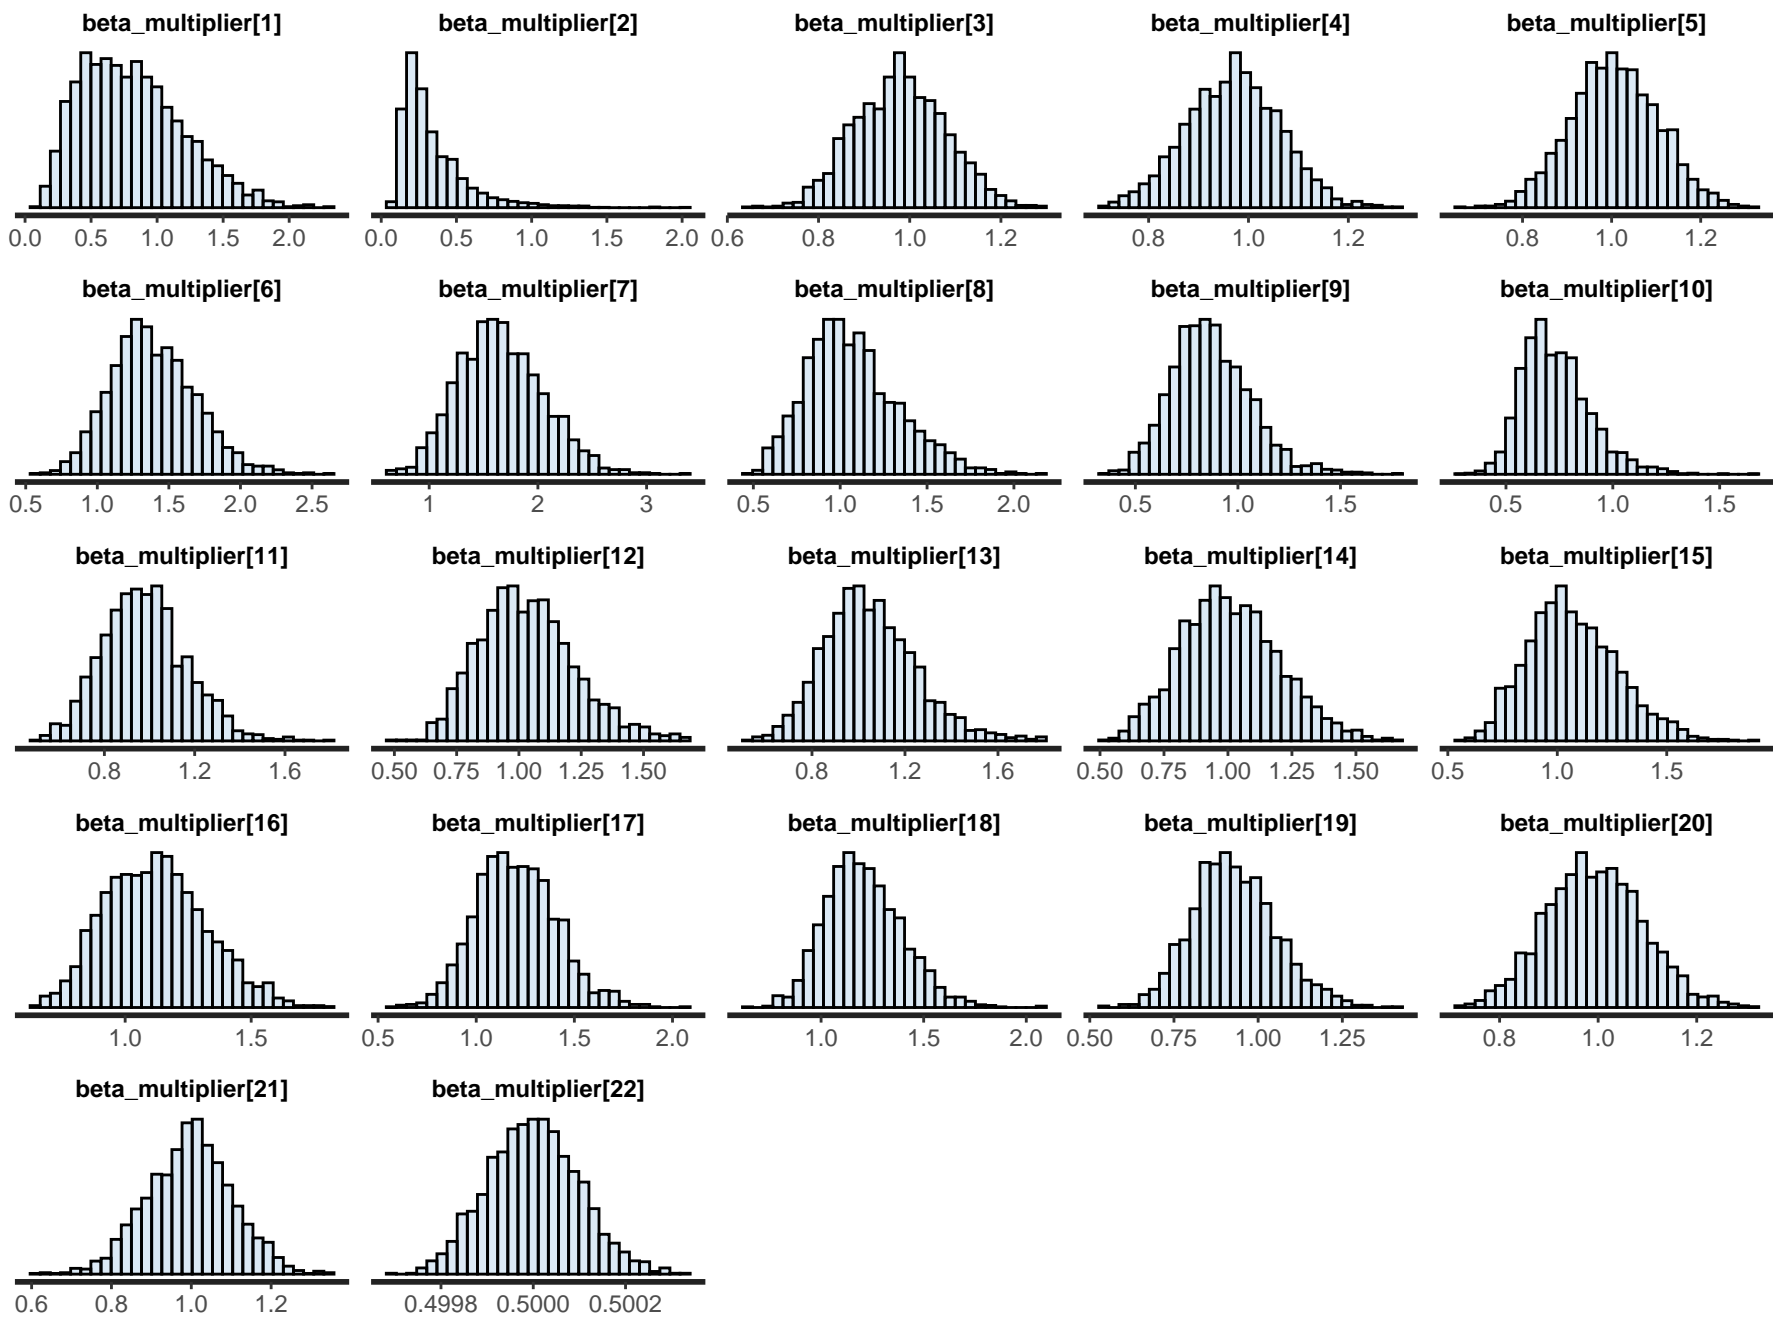 beta_multiplier[1] beta_multiplier[2] beta_multiplier[3] beta_multiplier[4] beta_multiplier[5]
0.0 0.5 1.0 1.5 2.0 0.0 0.5 1.0 1.5 2.0 0.6 0.8 1.0 1.2 0.8 1.0 1.2 0.8 1.0 1.2
beta_multiplier[6] beta_multiplier[7] beta_multiplier[8] beta_multiplier[9] beta_multiplier[10]
0.5 1.0 1.5 2.0 2.5 1 2 3 0.5 1.0 1.5 2.0 0.5 1.0 1.5 0.5 1.0 1.5
beta_multiplier[11] beta_multiplier[12] beta_multiplier[13] beta_multiplier[14] beta_multiplier[15]
0.8 1.2 1.6 0.50 0.75 1.00 1.25 1.50 0.8 1.2 1.6 0.50 0.75 1.00 1.25 1.50 0.5 1.0 1.5
beta_multiplier[16] beta_multiplier[17] beta_multiplier[18] beta_multiplier[19] beta_multiplier[20]
1.0 1.5 0.5 1.0 1.5 2.0 1.0 1.5 2.0 0.50 0.75 1.00 1.25 0.8 1.0 1.2
beta_multiplier[21] beta_multiplier[22]
0.6 0.8 1.0 1.2 0.4998 0.5000 0.5002